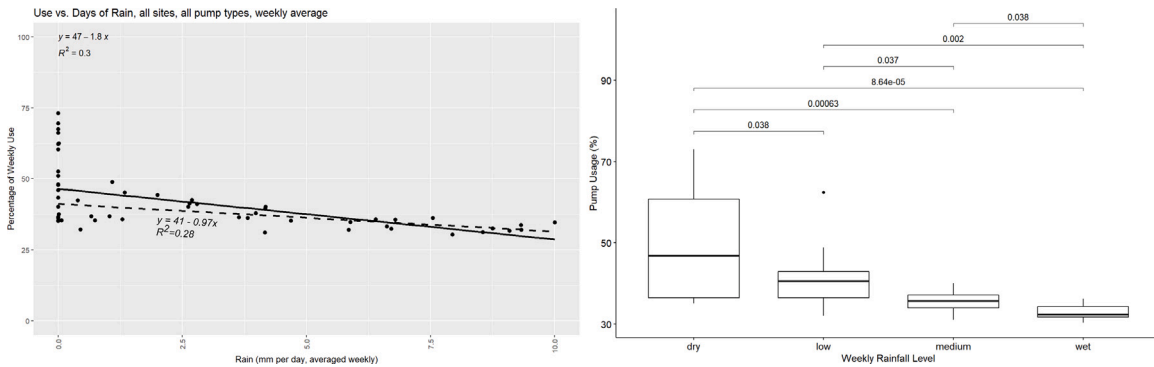 Use vs. Days of Rain, all sites, all pump types, weekly average
y = 47 − 1.8 x
R² = 0.3
100
75
50
25
0
Percentage of Weekly Use
y = 41 − 0.97x
R²=0.28
0.0
2.5
5.0
7.5
10.0
Rain (mm per day, averaged weekly)
0.038
0.002
0.037
8.64e-05
0.00063
0.038
90
70
50
30
Pump Usage (%)
dry
low
medium
wet
Weekly Rainfall Level